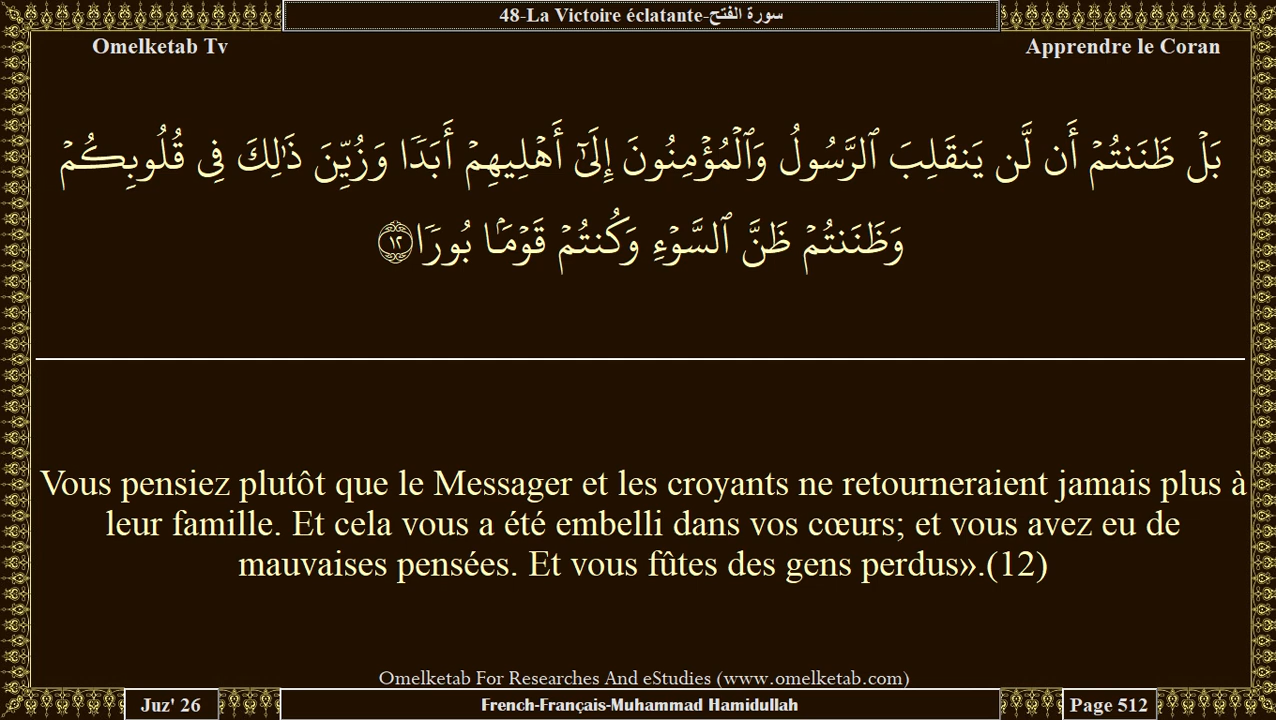 48-La Victoire éclatante-سورة الفتح
Omelketab Tv
Apprendre le Coran
بَلۡ ظَنَنتُمۡ أَن لَّن يَنقَلِبَ ٱلرَّسُولُ وَٱلۡمُؤۡمِنُونَ إِلَىٰٓ أَهۡلِيهِمۡ أَبَدٗا وَزُيِّنَ ذَٰلِكَ فِي قُلُوبِكُمۡ
وَظَنَنتُمۡ ظَنَّ ٱلسَّوۡءِ وَكُنتُمۡ قَوۡمَۢا بُورٗا ١٢
Vous pensiez plutôt que le Messager et les croyants ne retourneraient jamais plus à
leur famille. Et cela vous a été embelli dans vos cœurs; et vous avez eu de
mauvaises pensées. Et vous fûtes des gens perdus».(12)
Omelketab For Researches And eStudies (www.omelketab.com)
Juz' 26
French-Français-Muhammad Hamidullah
Page 512